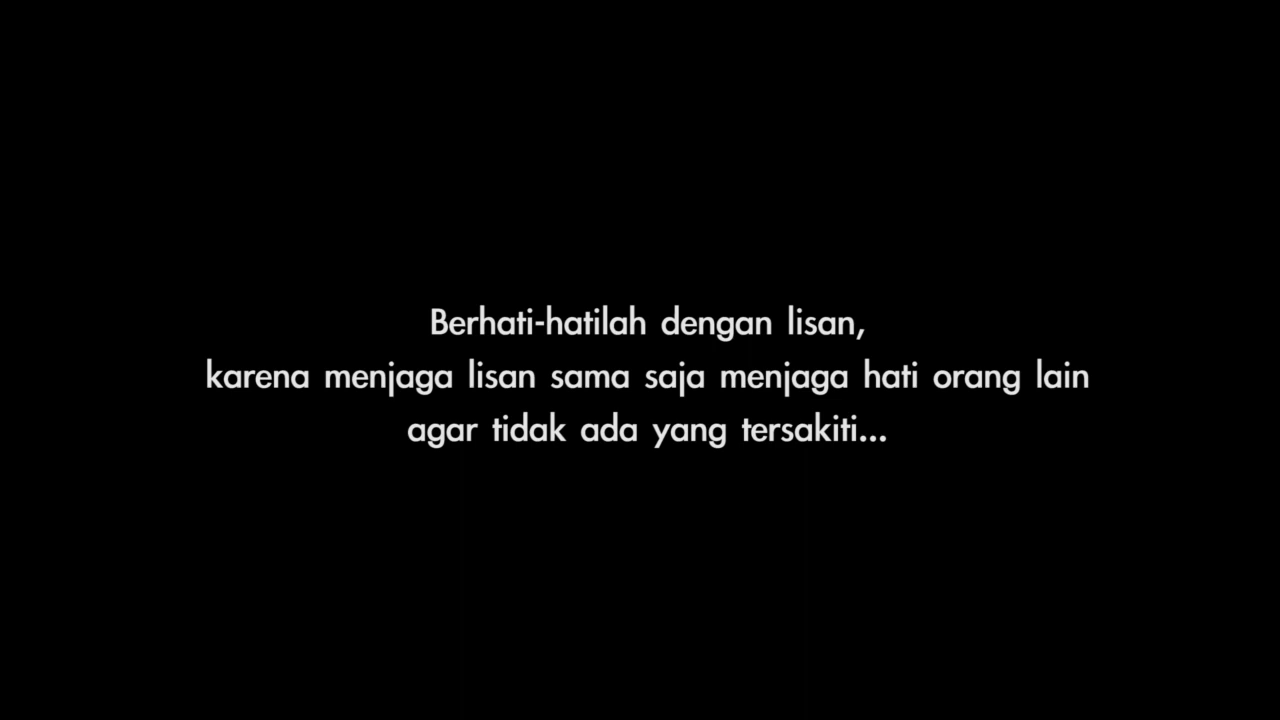 Berhati-hatilah dengan lisan,
karena menjaga lisan sama saja menjaga hati orang lain
agar tidak ada yang tersakiti...